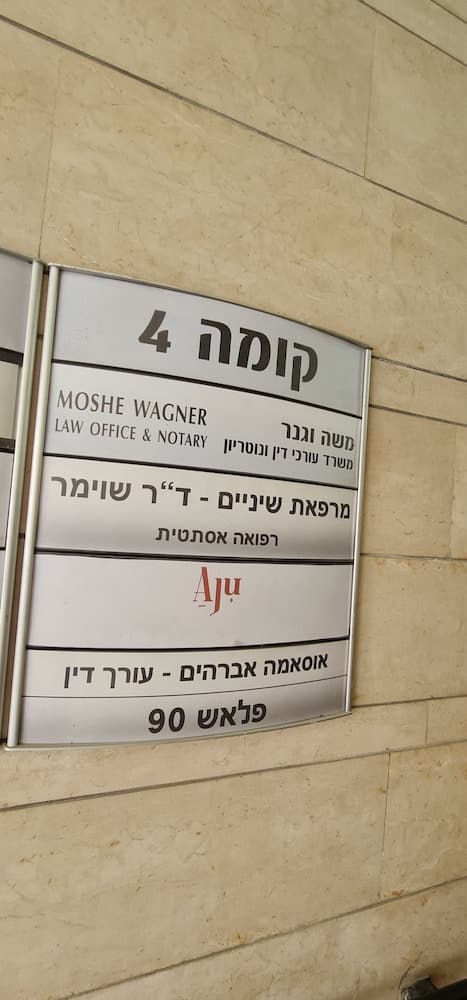 קומה 4
משה וגנר
משרד עורכי דין ונוטריון
MOSHE WAGNER
LAW OFFICE & NOTARY
מרפאת שיניים - ד“ר שוימר
רפואה אסתטית
Aju
אוסאמה אברהים - עורך דין
פלאש 90